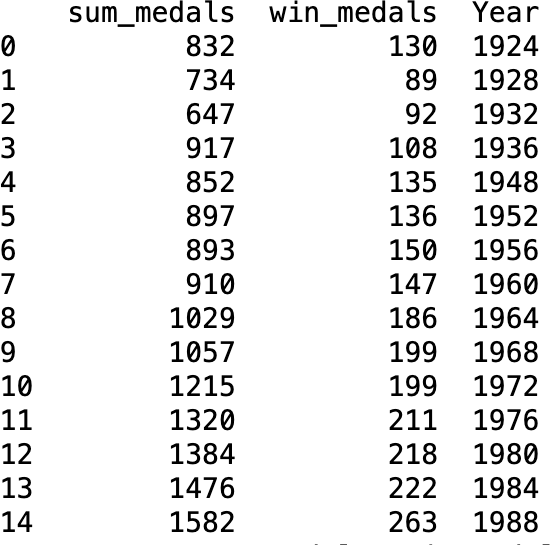 sum_medals win_medals Year
0 832 130 1924
1 734 89 1928
2 647 92 1932
3 917 108 1936
4 852 135 1948
5 897 136 1952
6 893 150 1956
7 910 147 1960
8 1029 186 1964
9 1057 199 1968
10 1215 199 1972
11 1320 211 1976
12 1384 218 1980
13 1476 222 1984
14 1582 263 1988